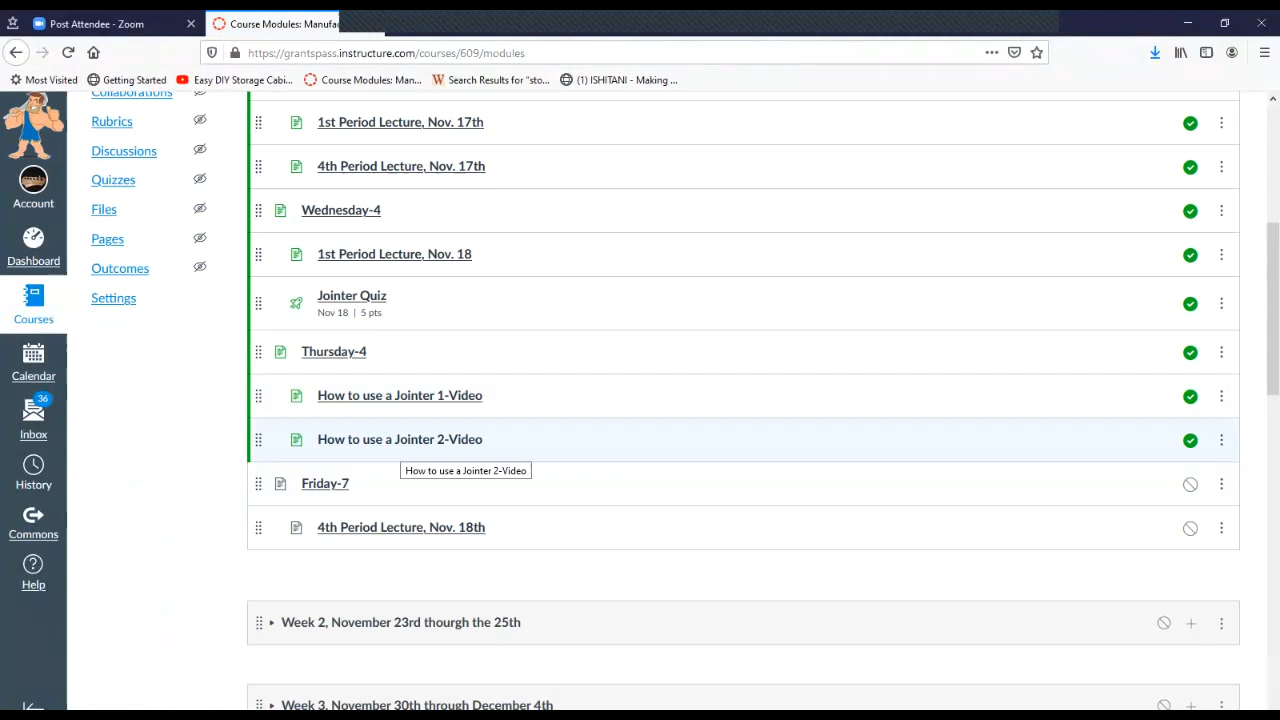 Post Attendee - Zoom
Course Modules: Manufac
https://grantspass.instructure.com/courses/609/modules
Most Visited
Getting Started
Easy DIY Storage Cabi...
Course Modules: Man...
Search Results for "sto...
(1) ISHITANI - Making ...
Collaborations
Rubrics
Discussions
Quizzes
Files
Pages
Outcomes
Settings
Account
Dashboard
Courses
Calendar
36
Inbox
History
Commons
Help
1st Period Lecture, Nov. 17th
4th Period Lecture, Nov. 17th
Wednesday-4
1st Period Lecture, Nov. 18
Jointer Quiz
Nov 18 | 5 pts
Thursday-4
How to use a Jointer 1-Video
How to use a Jointer 2-Video
How to use a Jointer 2-Video
Friday-7
4th Period Lecture, Nov. 18th
Week 2, November 23rd thourgh the 25th
Week 3, November 30th through December 4th